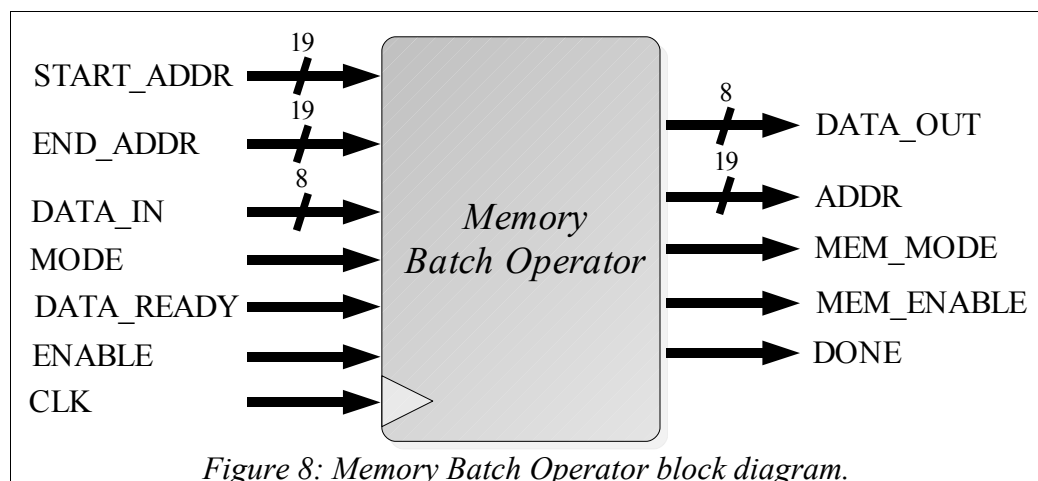 19
START_ADDR
19
END_ADDR
8
DATA_IN
MODE
DATA_READY
ENABLE
CLK
Memory
Batch Operator
8
DATA_OUT
19
ADDR
MEM_MODE
MEM_ENABLE
DONE
Figure 8: Memory Batch Operator block diagram.